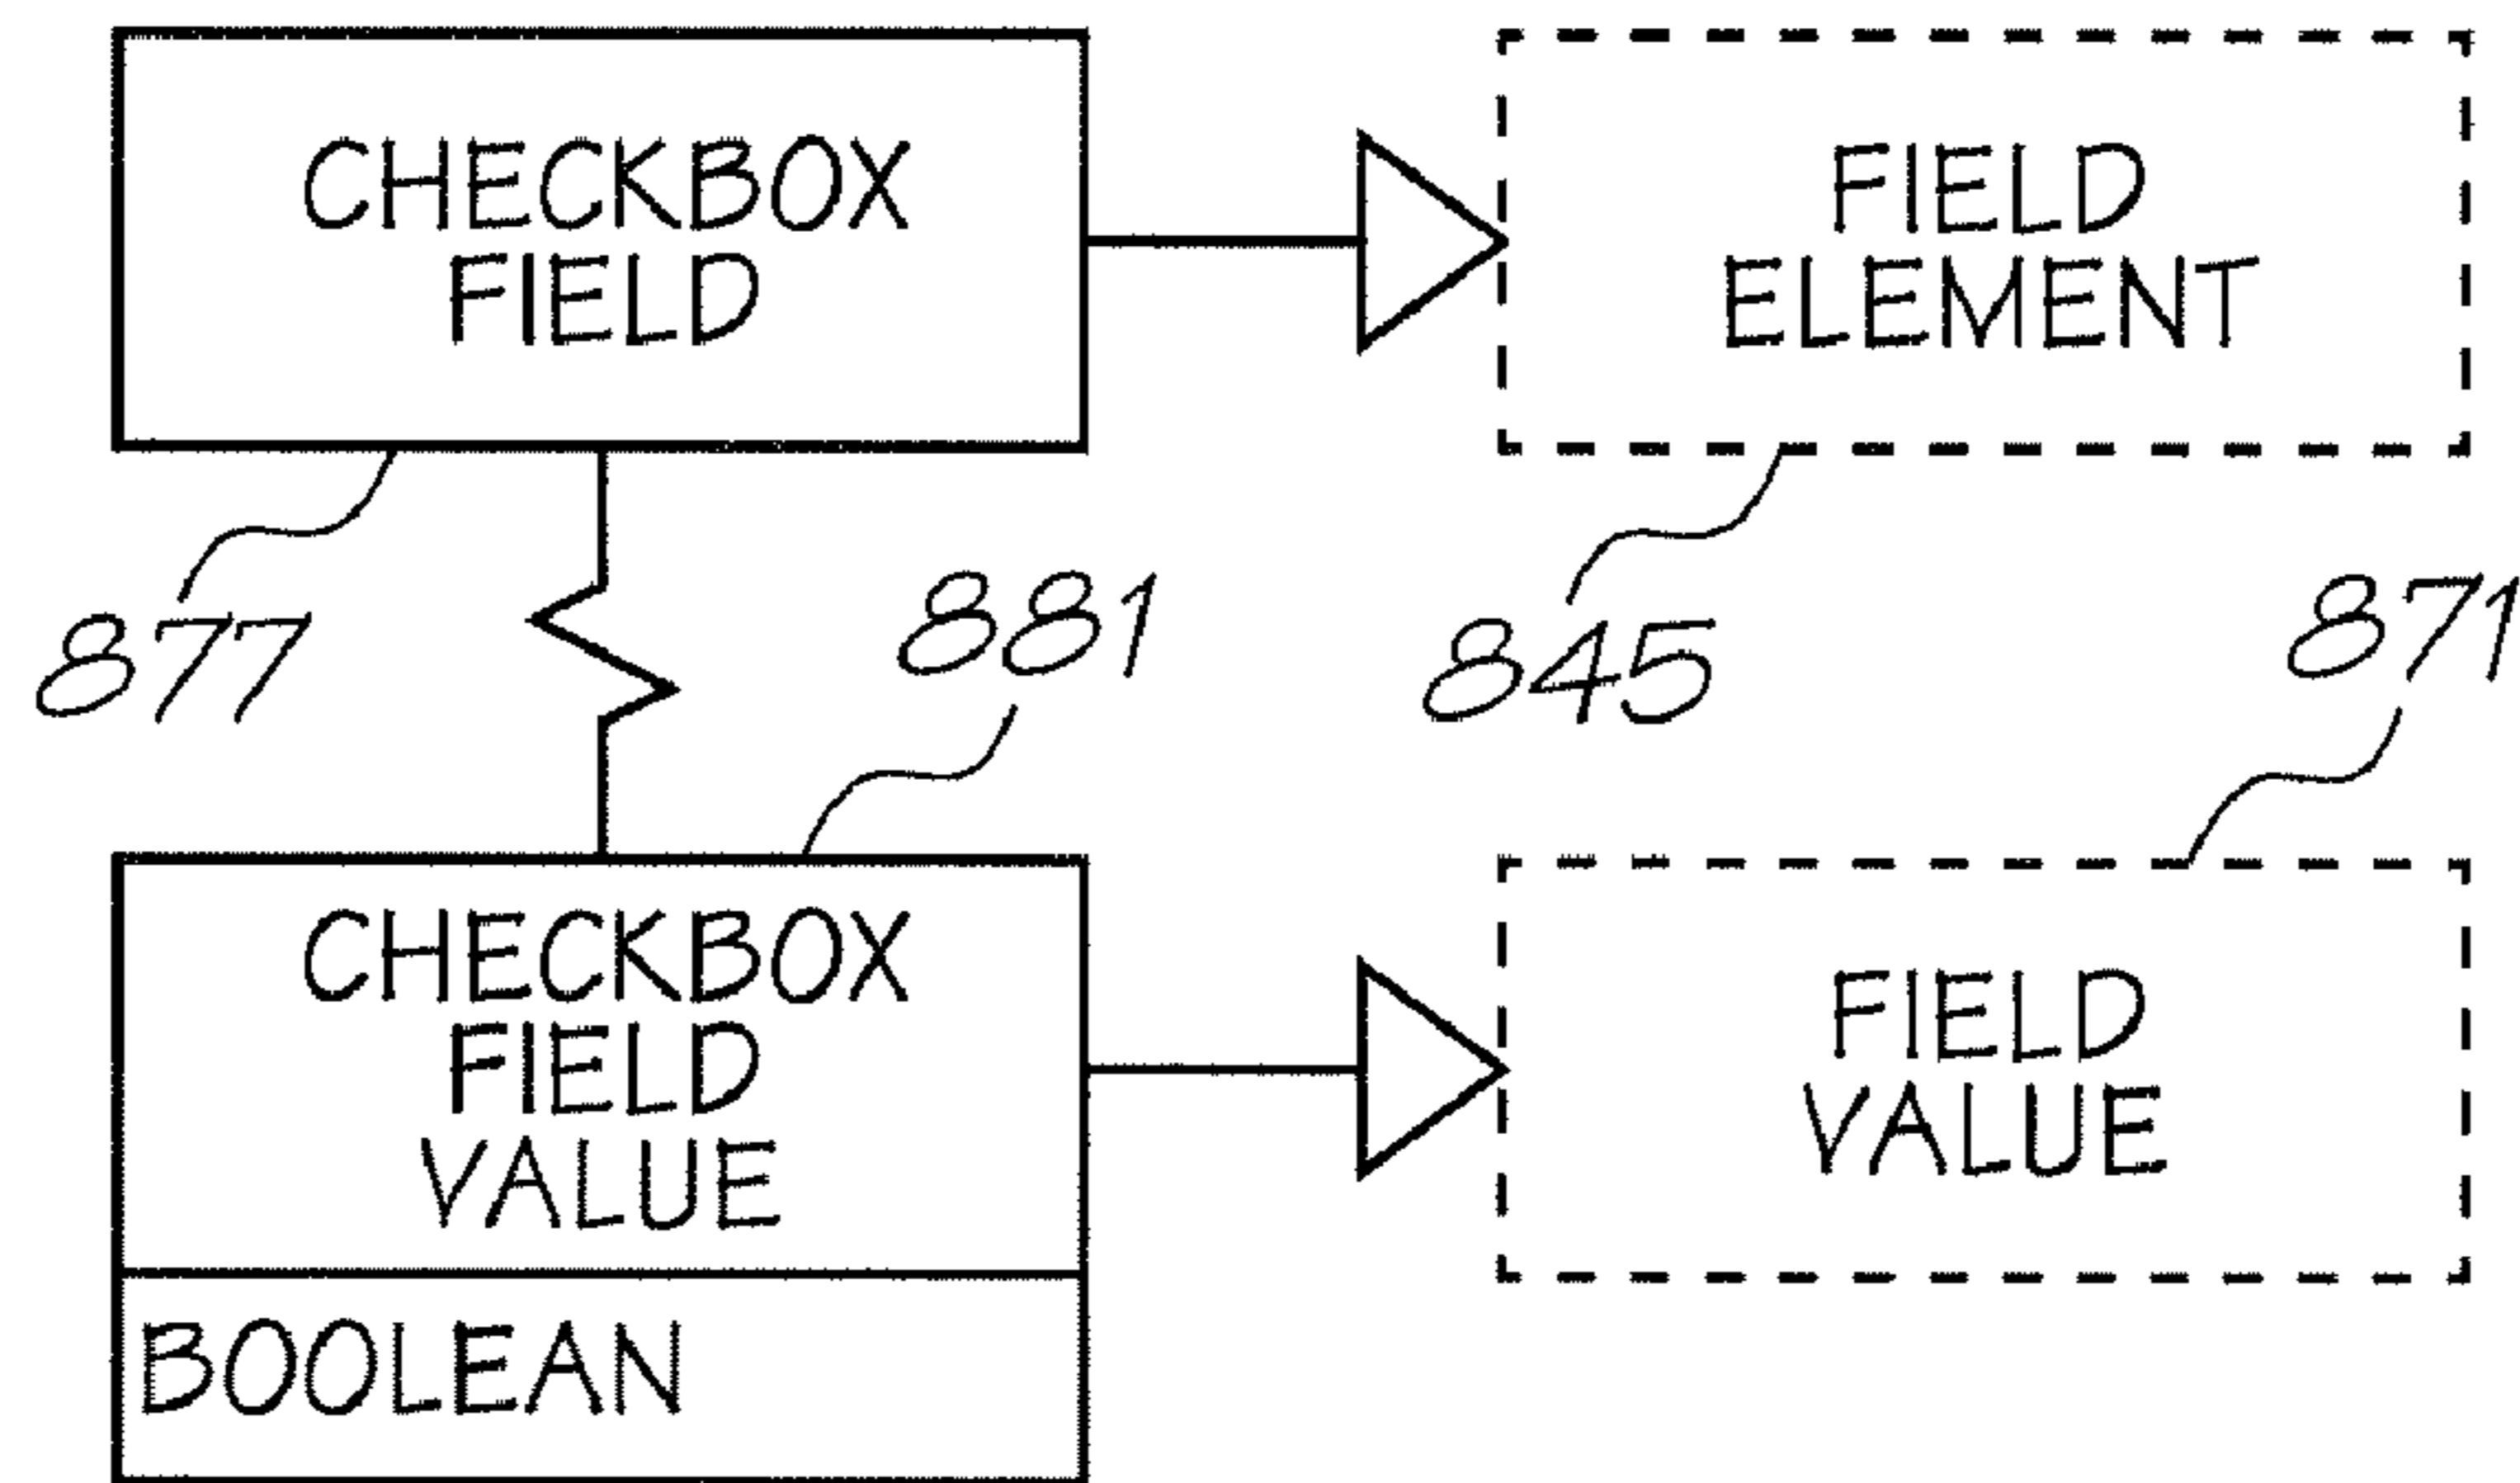 CHECKBOX
FIELD
FIELD
ELEMENT
877
881
845
871
CHECKBOX
FIELD
VALUE
FIELD
VALUE
BOOLEAN